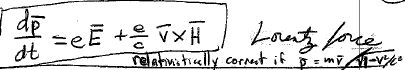 dp̅/dt = eE̅ + e/c v̅×H̅ Lorentz force
relativistically correct if p̅ = mv̅/√1-v²/c²